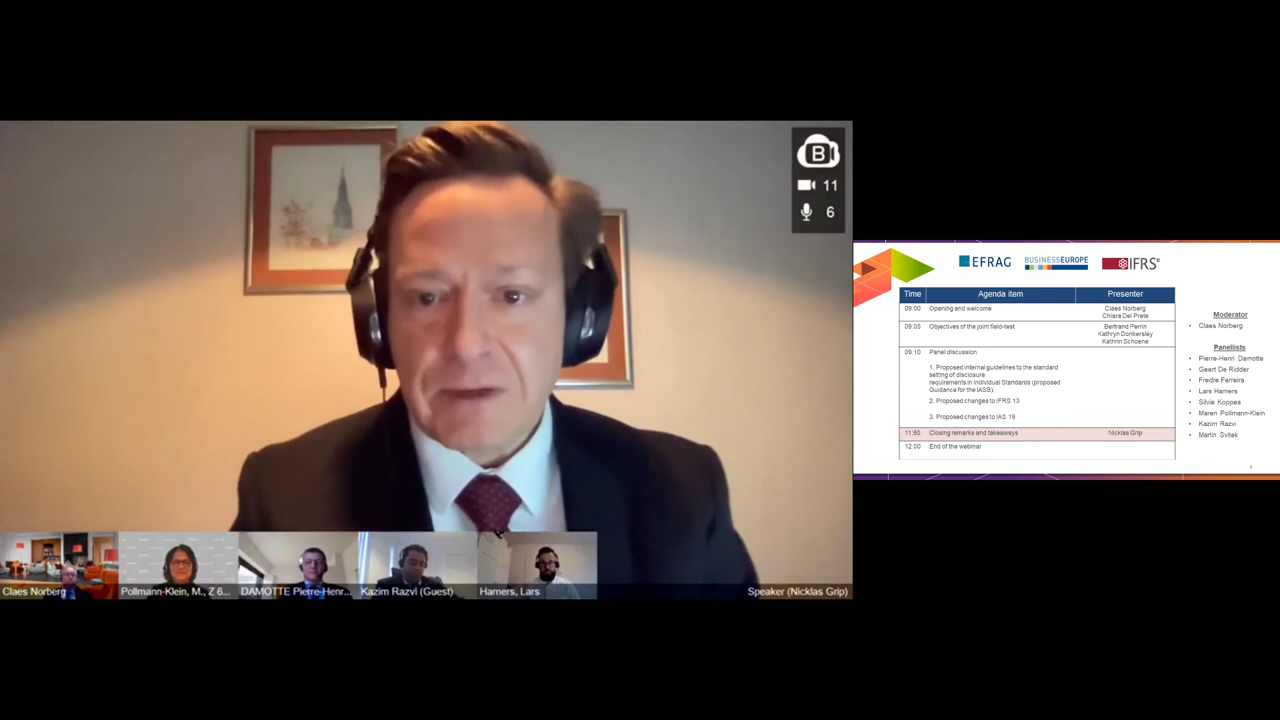 B
11
6
Claes Norberg
Pollmann-Klein, M., Z 6...
DAMOTTE Pierre-Henr...
Kazim Razvi (Guest)
Hamers, Lars
Speaker (Nicklas Grip)
EFRAG
BUSINESSEUROPE
IFRS®
Time Agenda item Presenter
09:00 Opening and welcome Claes Norberg
Chiara Del Prete
09:05 Objectives of the joint field-test Bertrand Perrin
Kathryn Donkersley
Kathrin Schoene
09:10 Panel discussion
1. Proposed internal guidelines to the standard
setting of disclosure
requirements in individual Standards (proposed
Guidance for the IASB).
2. Proposed changes to IFRS 13
3. Proposed changes to IAS 19
11:50 Closing remarks and takeaways Nicklas Grip
12:00 End of the webinar
Moderator
• Claes Norberg
Panellists
• Pierre-Henri Damotte
• Geert De Ridder
• Fredre Ferreira
• Lars Hamers
• Silvie Koppes
• Maren Pollmann-Klein
• Kazim Razvi
• Martin Svitek